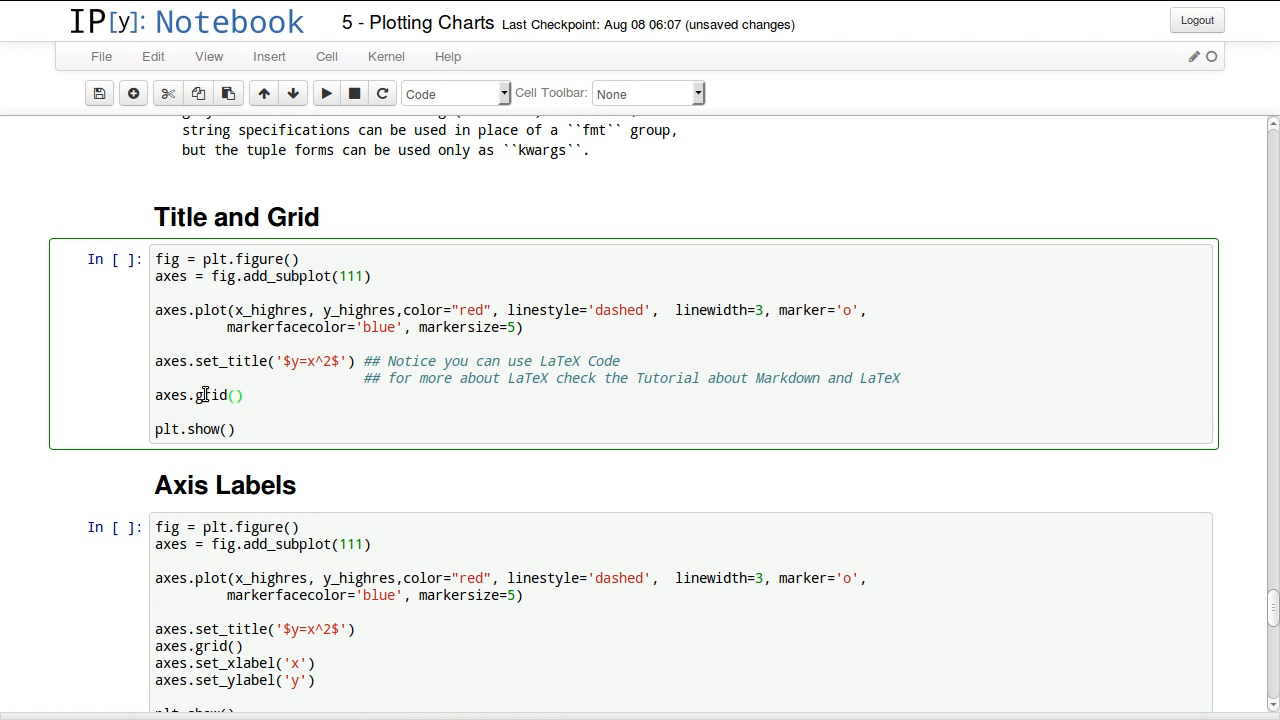 IP[y]: Notebook 5 - Plotting Charts Last Checkpoint: Aug 08 06:07 (unsaved changes) Logout
File Edit View Insert Cell Kernel Help
Code Cell Toolbar: None
string specifications can be used in place of a ``fmt`` group,
but the tuple forms can be used only as ``kwargs``.
Title and Grid
In [ ]: fig = plt.figure()
axes = fig.add_subplot(111)
axes.plot(x_highres, y_highres,color="red", linestyle='dashed',  linewidth=3, marker='o',
markerfacecolor='blue', markersize=5)
axes.set_title('$y=x^2$') ## Notice you can use LaTeX Code
## for more about LaTeX check the Tutorial about Markdown and LaTeX
axes.grid()
plt.show()
Axis Labels
In [ ]: fig = plt.figure()
axes = fig.add_subplot(111)
axes.plot(x_highres, y_highres,color="red", linestyle='dashed',  linewidth=3, marker='o',
markerfacecolor='blue', markersize=5)
axes.set_title('$y=x^2$')
axes.grid()
axes.set_xlabel('x')
axes.set_ylabel('y')
plt.show()